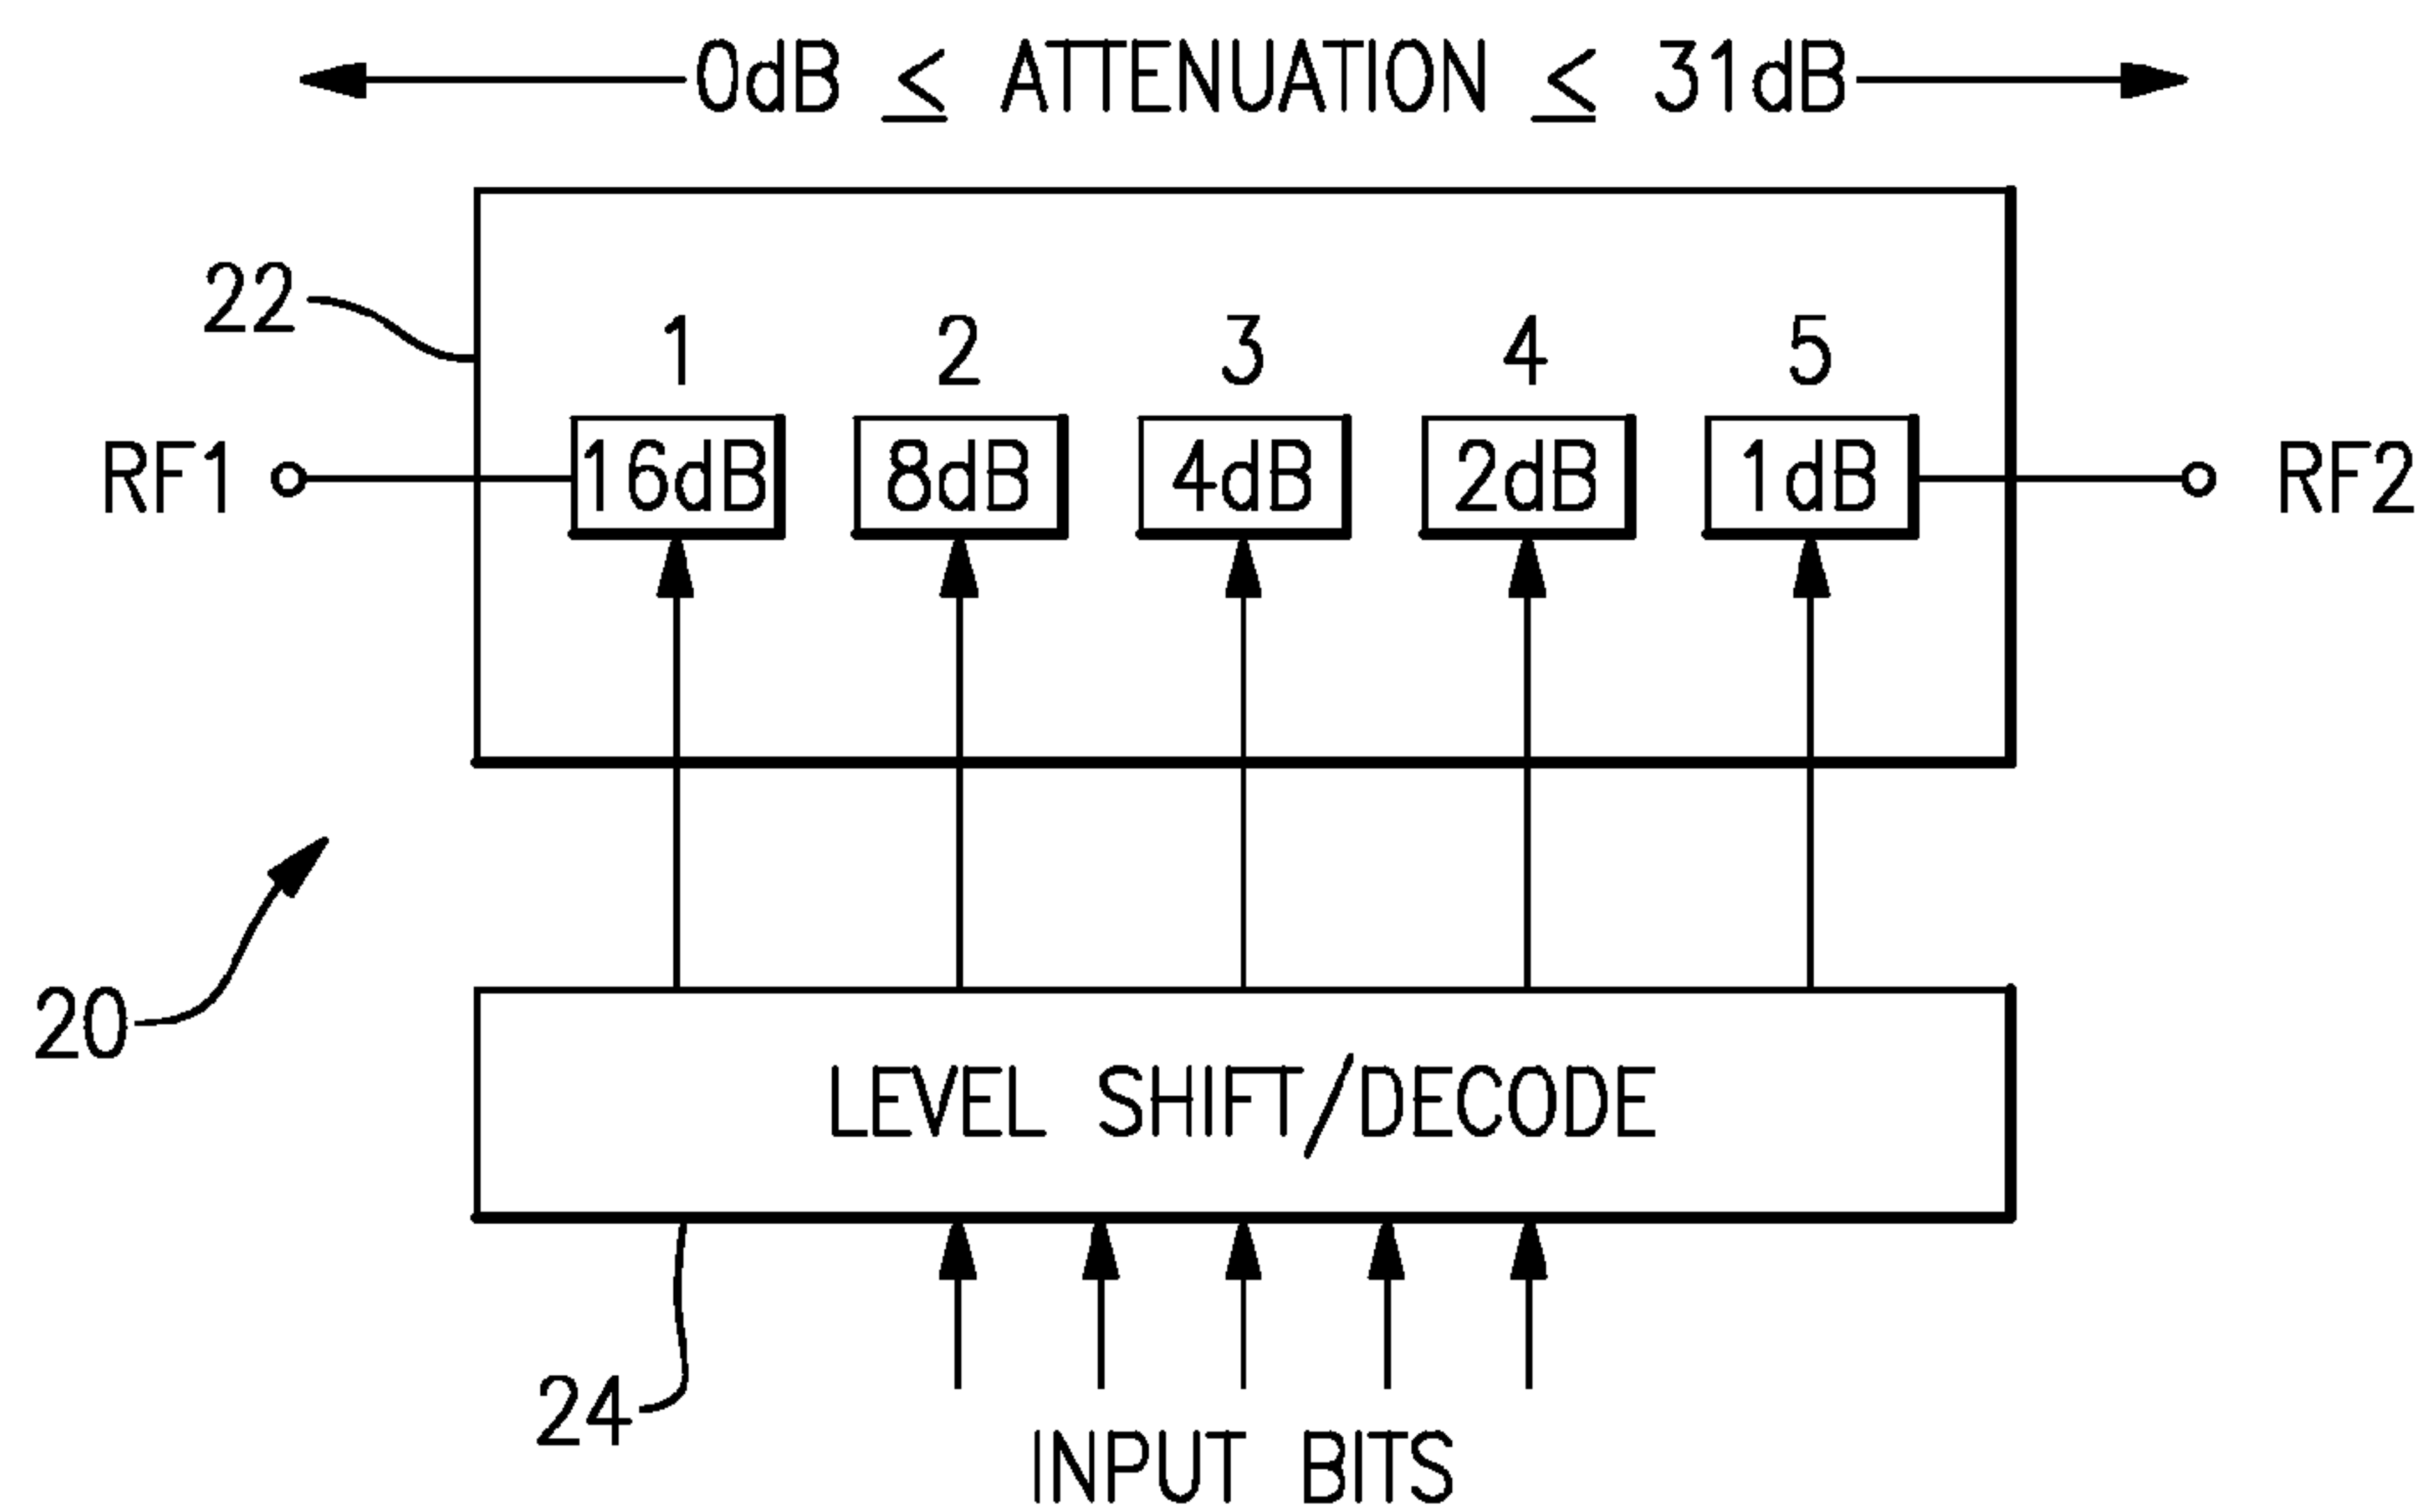 0dB ≤ ATTENUATION ≤ 31dB
22
1 2 3 4 5
RF1 16dB 8dB 4dB 2dB 1dB RF2
20
LEVEL SHIFT/DECODE
24
INPUT BITS